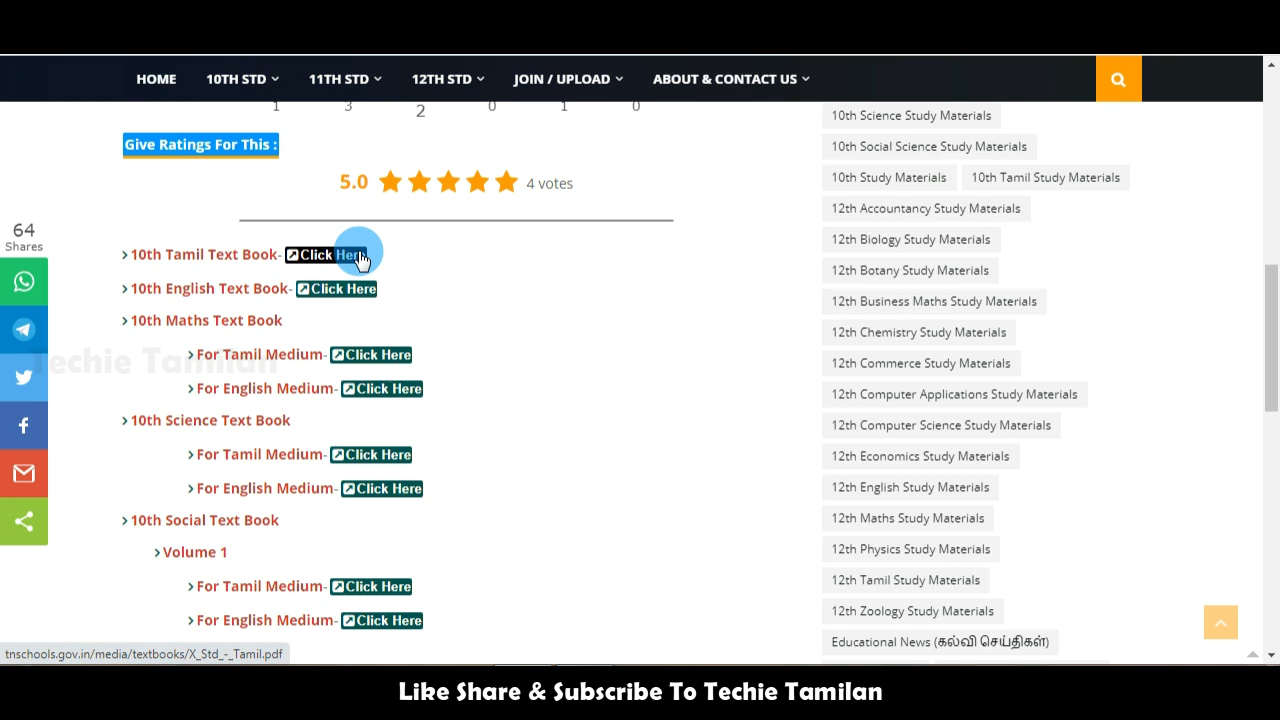 HOME 10TH STD 11TH STD 12TH STD JOIN / UPLOAD ABOUT & CONTACT US
1 3 2 0 1 0
Give Ratings For This :
5.0 4 votes
64
Shares
10th Tamil Text Book- Click Here
10th English Text Book- Click Here
10th Maths Text Book
For Tamil Medium- Click Here
For English Medium- Click Here
10th Science Text Book
For Tamil Medium- Click Here
For English Medium- Click Here
10th Social Text Book
Volume 1
For Tamil Medium- Click Here
For English Medium- Click Here
Techie Tamilan
10th Science Study Materials
10th Social Science Study Materials
10th Study Materials 10th Tamil Study Materials
12th Accountancy Study Materials
12th Biology Study Materials
12th Botany Study Materials
12th Business Maths Study Materials
12th Chemistry Study Materials
12th Commerce Study Materials
12th Computer Applications Study Materials
12th Computer Science Study Materials
12th Economics Study Materials
12th English Study Materials
12th Maths Study Materials
12th Physics Study Materials
12th Tamil Study Materials
12th Zoology Study Materials
Educational News (கல்வி செய்திகள்)
tnschools.gov.in/media/textbooks/X_Std_-_Tamil.pdf
Like Share & Subscribe To Techie Tamilan